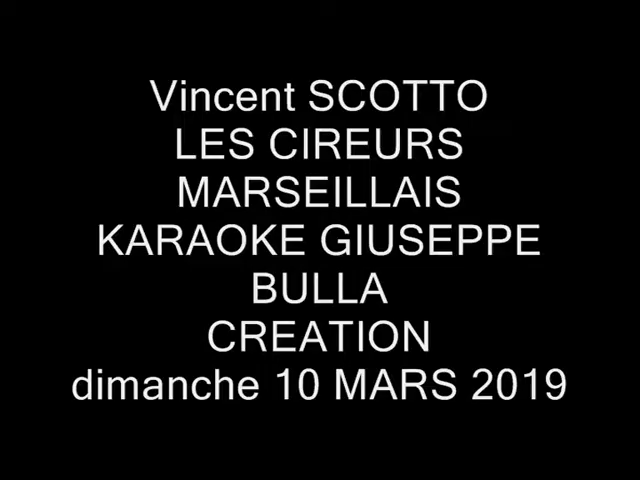 Vincent SCOTTO
LES CIREURS
MARSEILLAIS
KARAOKE GIUSEPPE
BULLA
CREATION
dimanche 10 MARS 2019